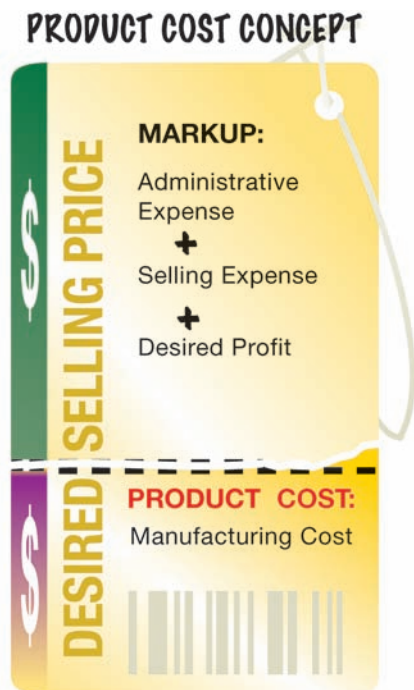 PRODUCT COST CONCEPT
$
DESIRED SELLING PRICE
MARKUP:
Administrative
Expense
+
Selling Expense
+
Desired Profit
$
PRODUCT COST:
Manufacturing Cost